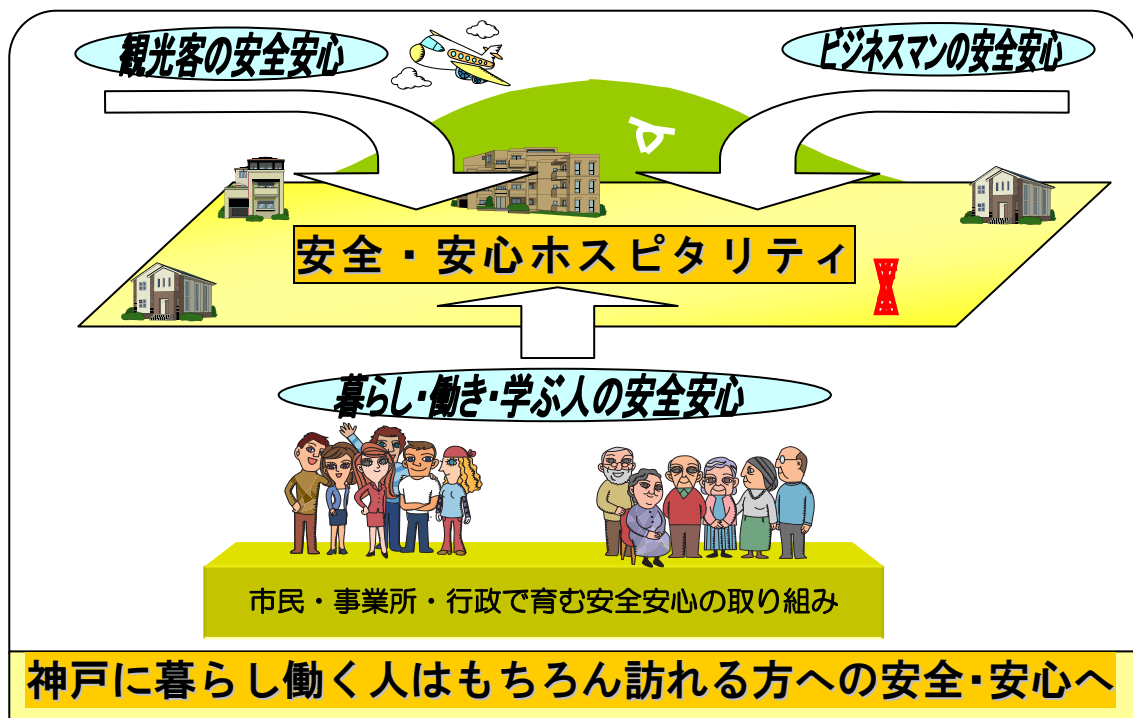 観光客の安全安心
ビジネスマンの安全安心
安全・安心ホスピタリティ
暮らし・働き・学ぶ人の安全安心
市民・事業所・行政で育む安全安心の取り組み
神戸に暮らし働く人はもちろん訪れる方への安全・安心へ